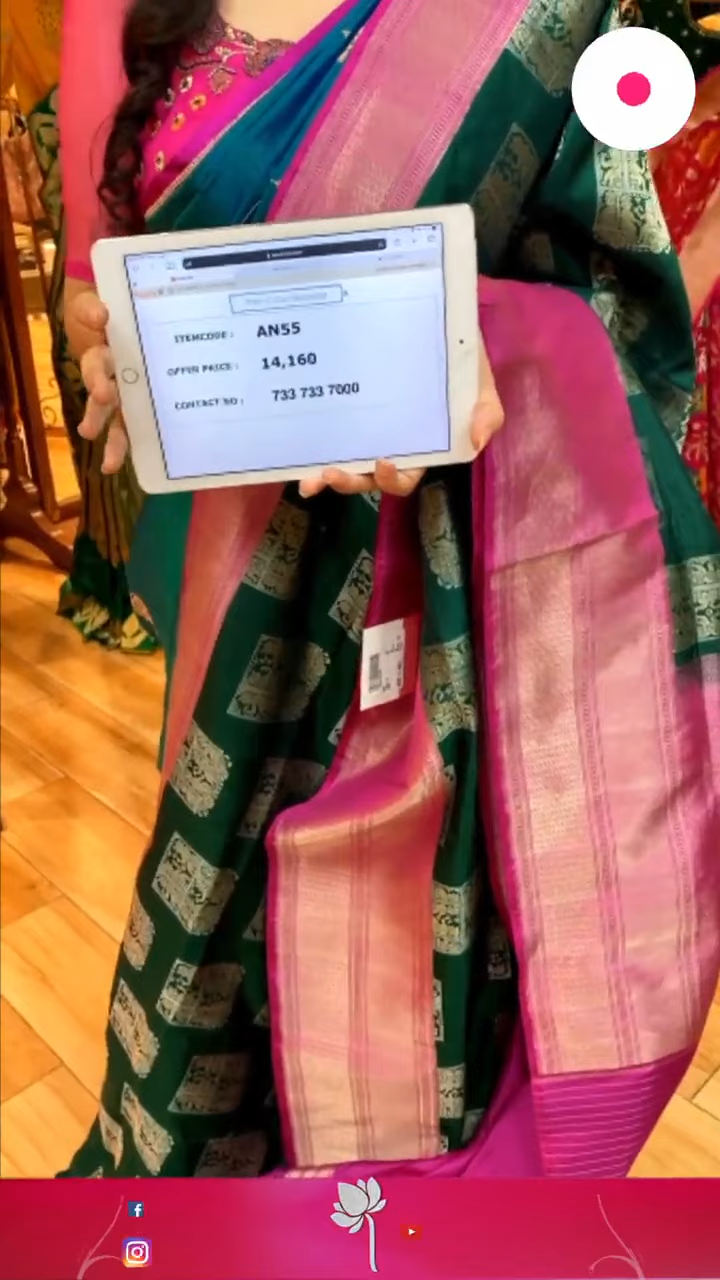 ITEMCODE : AN55
OFFER PRICE : 14,160
CONTACT NO : 733 733 7000